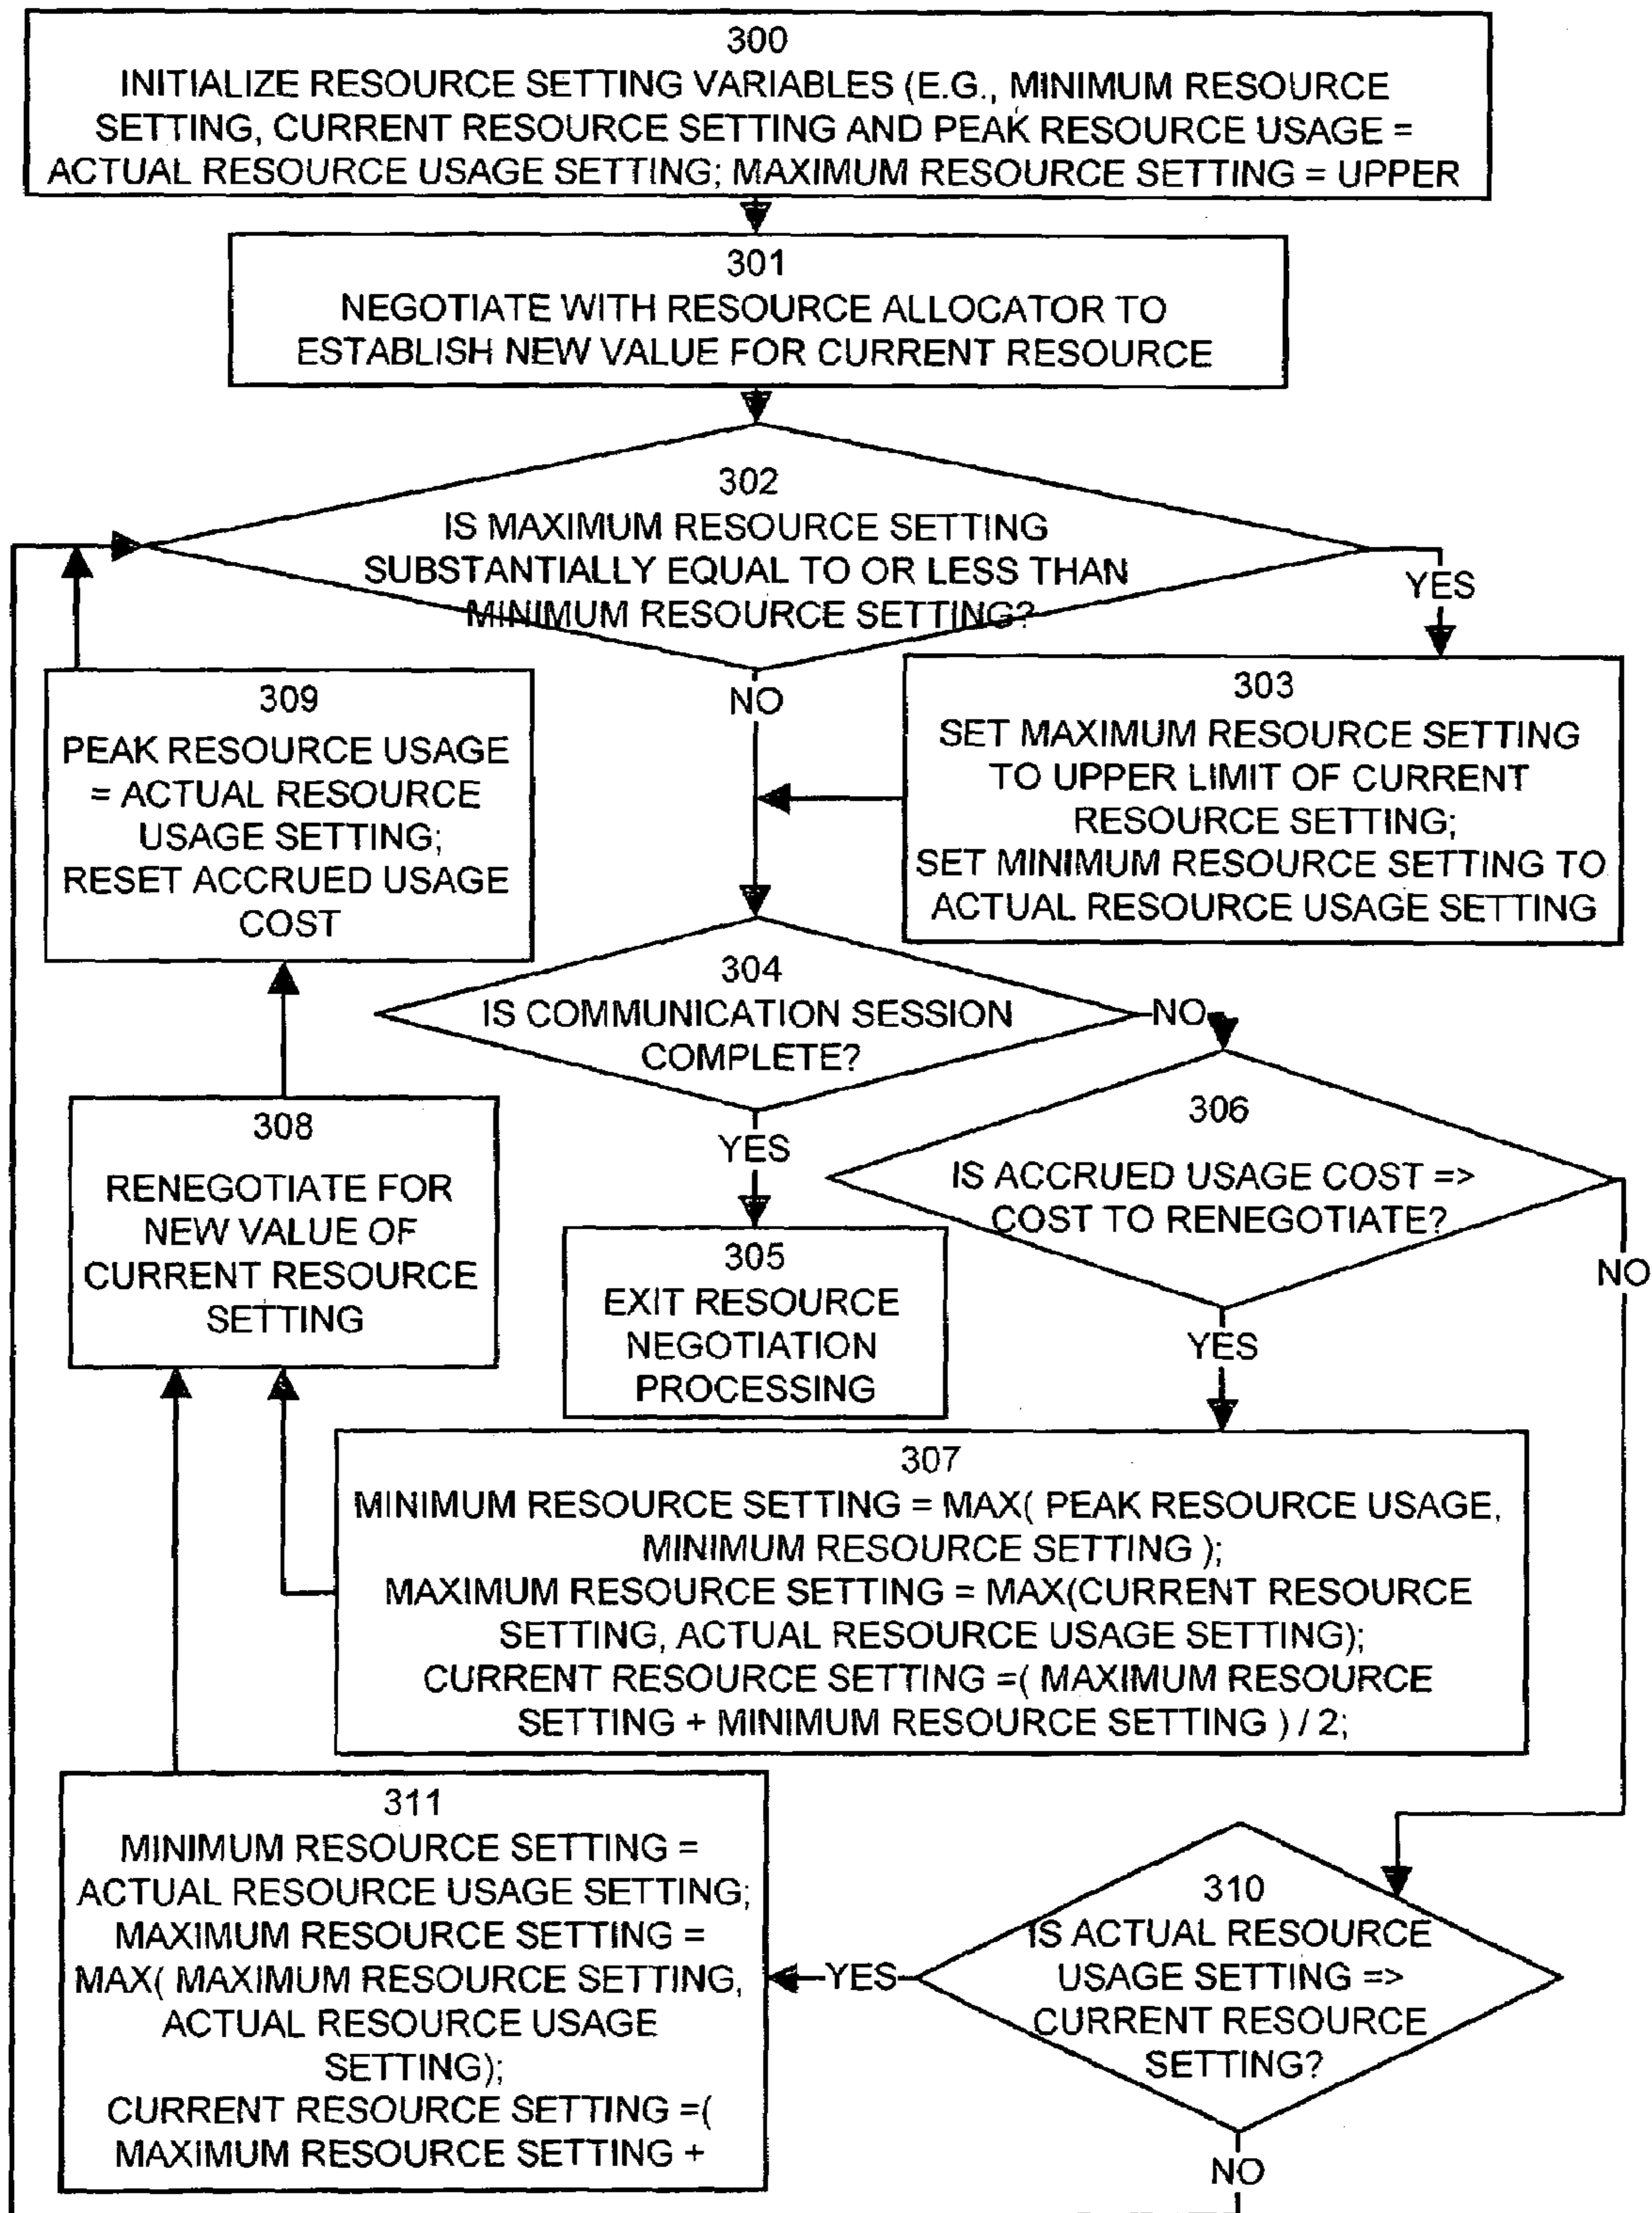 300
INITIALIZE RESOURCE SETTING VARIABLES (E.G., MINIMUM RESOURCE
SETTING, CURRENT RESOURCE SETTING AND PEAK RESOURCE USAGE =
ACTUAL RESOURCE USAGE SETTING; MAXIMUM RESOURCE SETTING = UPPER
301
NEGOTIATE WITH RESOURCE ALLOCATOR TO
ESTABLISH NEW VALUE FOR CURRENT RESOURCE
302
IS MAXIMUM RESOURCE SETTING
SUBSTANTIALLY EQUAL TO OR LESS THAN
MINIMUM RESOURCE SETTING?
YES
NO
303
SET MAXIMUM RESOURCE SETTING
TO UPPER LIMIT OF CURRENT
RESOURCE SETTING;
SET MINIMUM RESOURCE SETTING TO
ACTUAL RESOURCE USAGE SETTING
309
PEAK RESOURCE USAGE
= ACTUAL RESOURCE
USAGE SETTING;
RESET ACCRUED USAGE
COST
304
IS COMMUNICATION SESSION
COMPLETE?
NO
YES
306
IS ACCRUED USAGE COST =>
COST TO RENEGOTIATE?
NO
YES
308
RENEGOTIATE FOR
NEW VALUE OF
CURRENT RESOURCE
SETTING
305
EXIT RESOURCE
NEGOTIATION
PROCESSING
307
MINIMUM RESOURCE SETTING = MAX( PEAK RESOURCE USAGE,
MINIMUM RESOURCE SETTING );
MAXIMUM RESOURCE SETTING = MAX(CURRENT RESOURCE
SETTING, ACTUAL RESOURCE USAGE SETTING);
CURRENT RESOURCE SETTING =( MAXIMUM RESOURCE
SETTING + MINIMUM RESOURCE SETTING ) / 2;
311
MINIMUM RESOURCE SETTING =
ACTUAL RESOURCE USAGE SETTING;
MAXIMUM RESOURCE SETTING =
MAX( MAXIMUM RESOURCE SETTING,
ACTUAL RESOURCE USAGE
SETTING);
CURRENT RESOURCE SETTING =(
MAXIMUM RESOURCE SETTING +
310
IS ACTUAL RESOURCE
USAGE SETTING =>
CURRENT RESOURCE
SETTING?
YES
NO